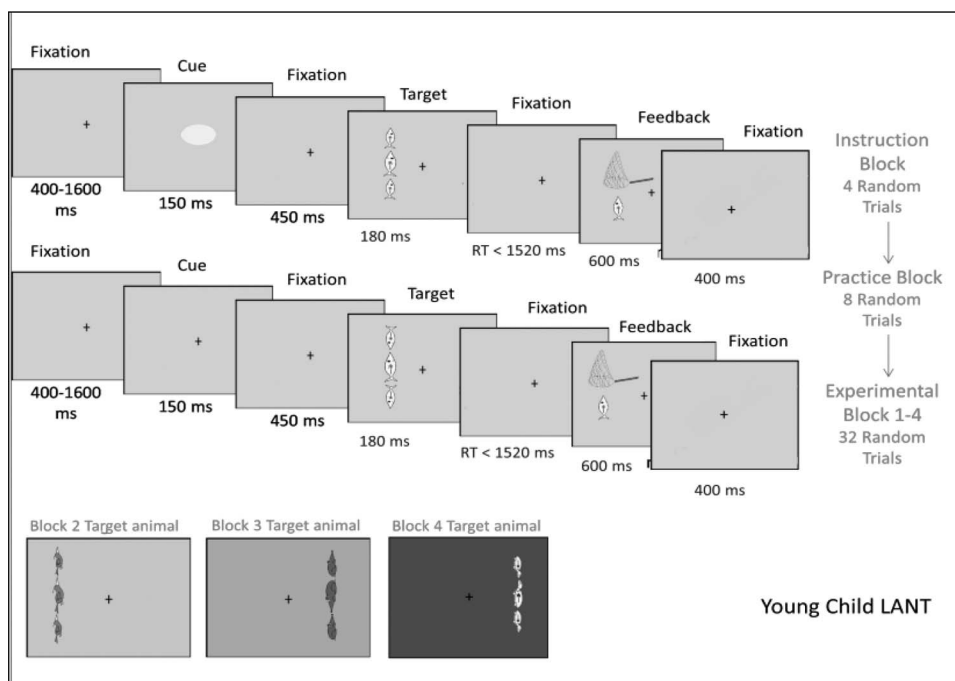 Fixation
Cue
Fixation
Target
Fixation
Feedback
Fixation
400-1600
ms
150 ms
450 ms
180 ms
RT < 1520 ms
600 ms
400 ms
Instruction
Block
4 Random
Trials
Fixation
Cue
Fixation
Target
Fixation
Feedback
Fixation
400-1600
ms
150 ms
450 ms
180 ms
RT < 1520 ms
600 ms
400 ms
Practice Block
8 Random
Trials
Experimental
Block 1-4
32 Random
Trials
Block 2 Target animal
Block 3 Target animal
Block 4 Target animal
Young Child LANT